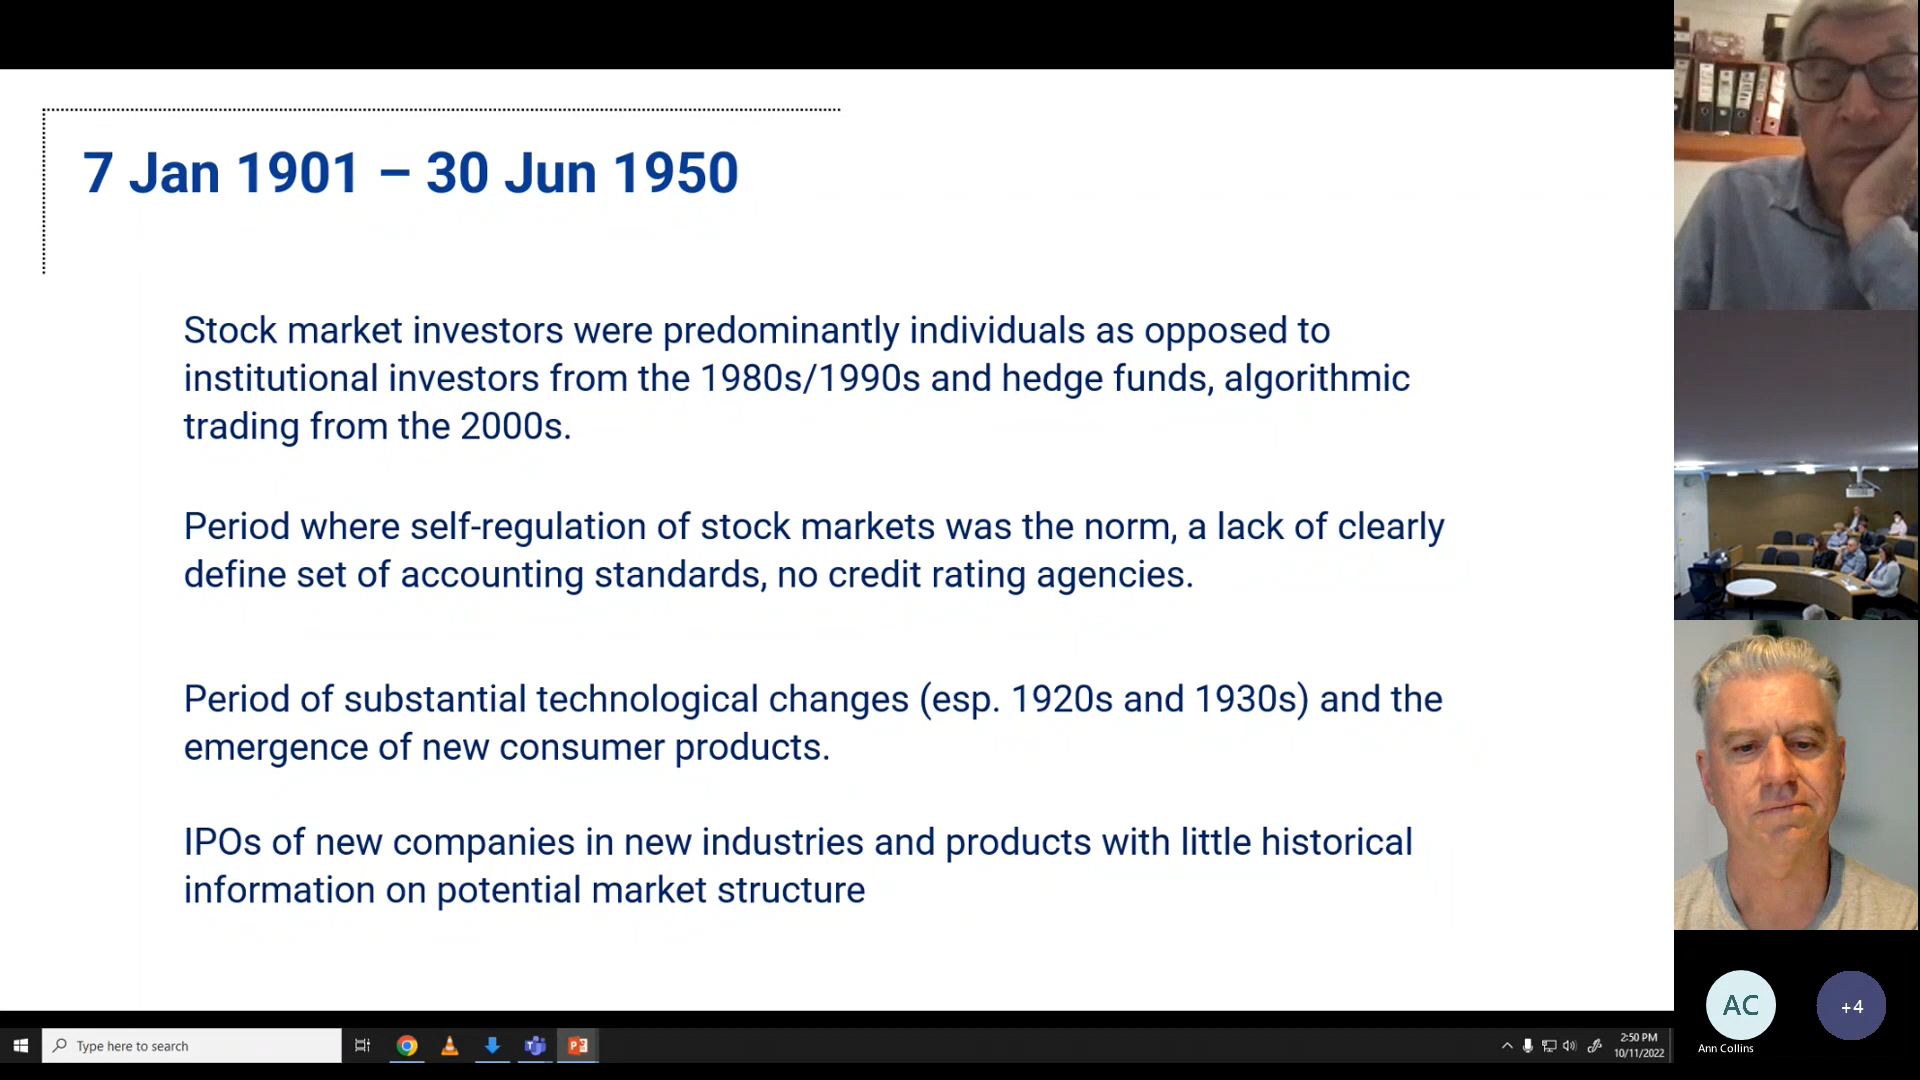 7 Jan 1901 – 30 Jun 1950
Stock market investors were predominantly individuals as opposed to
institutional investors from the 1980s/1990s and hedge funds, algorithmic
trading from the 2000s.
Period where self-regulation of stock markets was the norm, a lack of clearly
define set of accounting standards, no credit rating agencies.
Period of substantial technological changes (esp. 1920s and 1930s) and the
emergence of new consumer products.
IPOs of new companies in new industries and products with little historical
information on potential market structure
AC
+4
Ann Collins
Type here to search
2:50 PM
10/11/2022